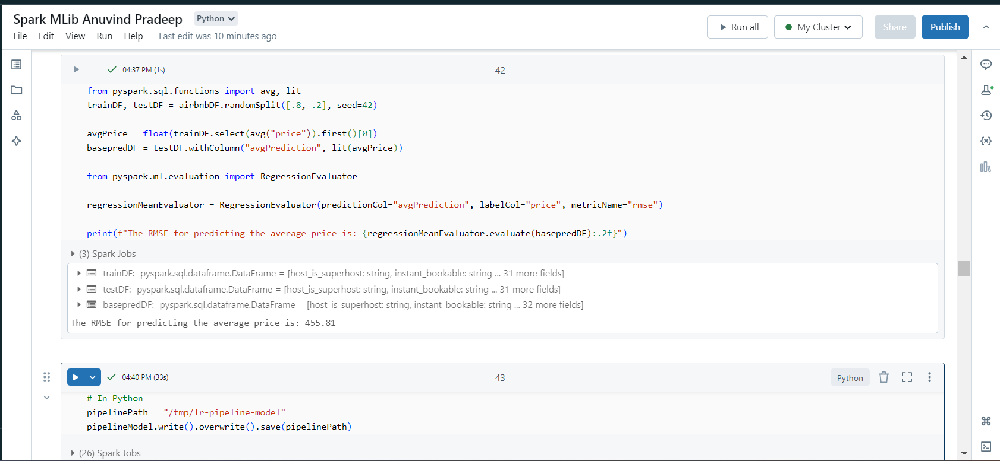 Spark MLib Anuvind Pradeep
Python
File Edit View Run Help Last edit was 10 minutes ago
Run all
My Cluster
Share
Publish
04:37 PM (1s)
42
from pyspark.sql.functions import avg, lit
trainDF, testDF = airbnbDF.randomSplit([.8, .2], seed=42)
avgPrice = float(trainDF.select(avg("price")).first()[0])
basepredDF = testDF.withColumn("avgPrediction", lit(avgPrice))
from pyspark.ml.evaluation import RegressionEvaluator
regressionMeanEvaluator = RegressionEvaluator(predictionCol="avgPrediction", labelCol="price", metricName="rmse")
print(f"The RMSE for predicting the average price is: {regressionMeanEvaluator.evaluate(basepredDF):.2f}")
(3) Spark Jobs
trainDF: pyspark.sql.dataframe.DataFrame = [host_is_superhost: string, instant_bookable: string ... 31 more fields]
testDF: pyspark.sql.dataframe.DataFrame = [host_is_superhost: string, instant_bookable: string ... 31 more fields]
basepredDF: pyspark.sql.dataframe.DataFrame = [host_is_superhost: string, instant_bookable: string ... 32 more fields]
The RMSE for predicting the average price is: 455.81
04:40 PM (33s)
43
Python
# In Python
pipelinePath = "/tmp/lr-pipeline-model"
pipelineModel.write().overwrite().save(pipelinePath)
(26) Spark Jobs